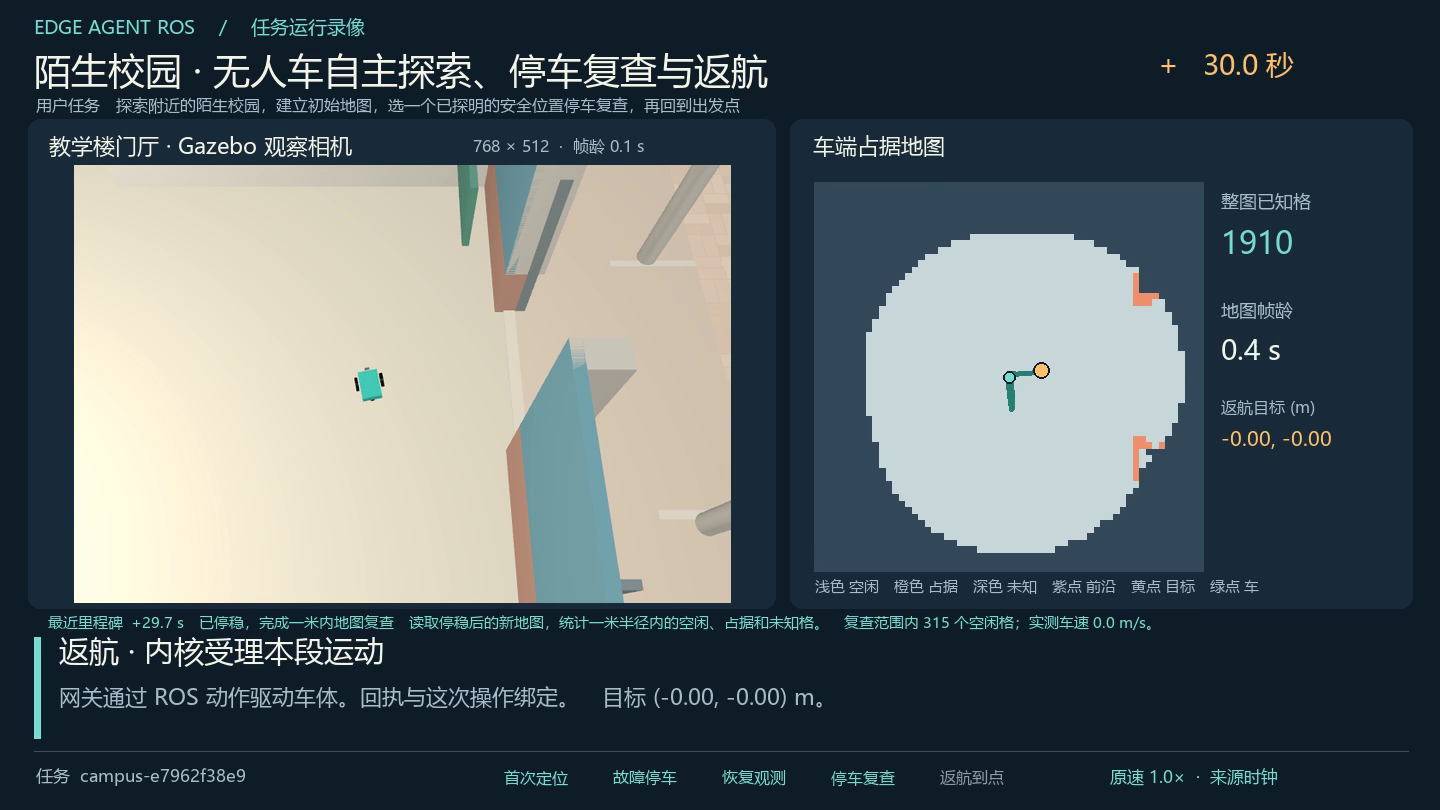 EDGE AGENT ROS / 任务运行录像
陌生校园 · 无人车自主探索、停车复查与返航
+ 30.0 秒
用户任务 探索附近的陌生校园，建立初始地图，选一个已探明的安全位置停车复查，再回到出发点
教学楼门厅 · Gazebo 观察相机
768 × 512 · 帧龄 0.1 s
车端占据地图
整图已知格
1910
地图帧龄
0.4 s
返航目标 (m)
-0.00, -0.00
浅色 空闲 橙色 占据 深色 未知 紫点 前沿 黄点 目标 绿点 车
最近里程碑 +29.7 s 已停稳，完成一米内地图复查 读取停稳后的新地图，统计一米半径内的空闲、占据和未知格。 复查范围内 315 个空闲格；实测车速 0.0 m/s。
返航 · 内核受理本段运动
网关通过 ROS 动作驱动车体。回执与这次操作绑定。 目标 (-0.00, -0.00) m。
任务 campus-e7962f38e9
首次定位 故障停车 恢复观测 停车复查 返航到点
原速 1.0× · 来源时钟